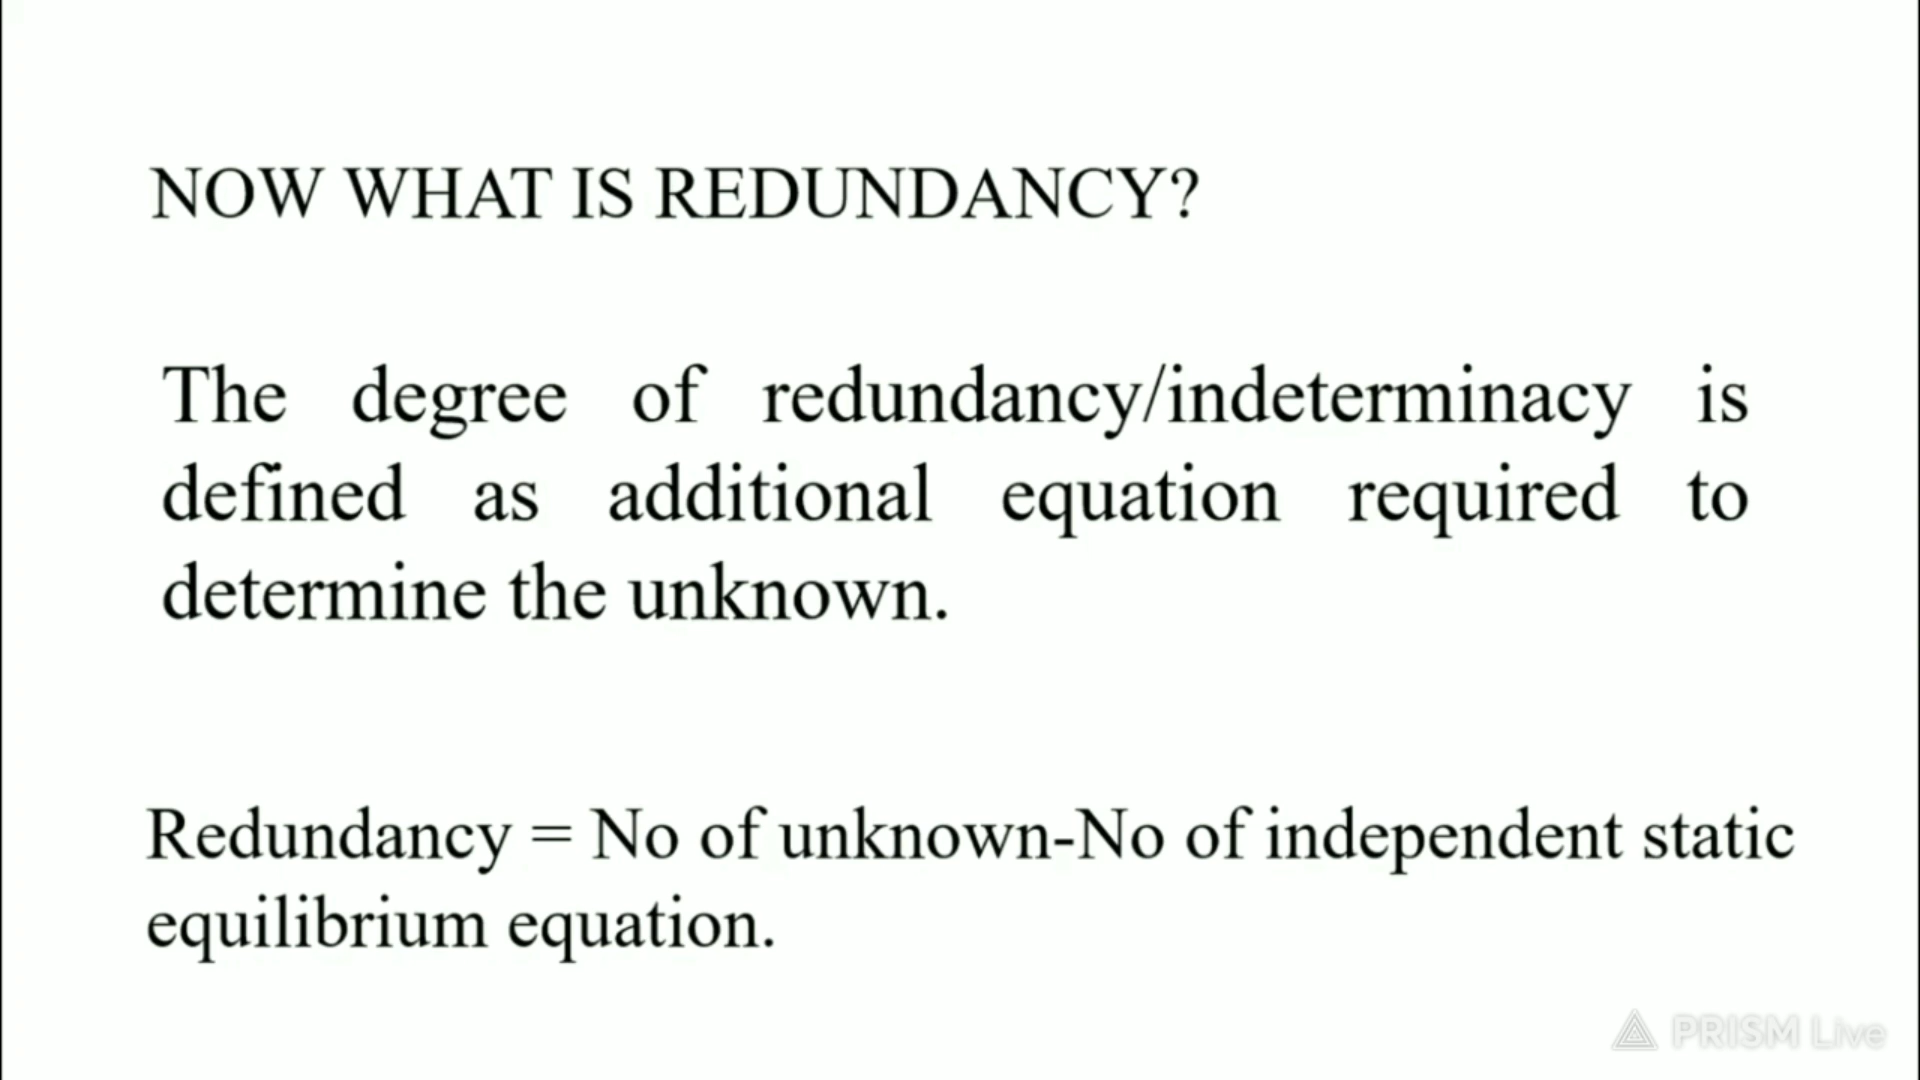 NOW WHAT IS REDUNDANCY?
The degree of redundancy/indeterminacy is
defined as additional equation required to
determine the unknown.
Redundancy = No of unknown-No of independent static
equilibrium equation.
PRISM Live